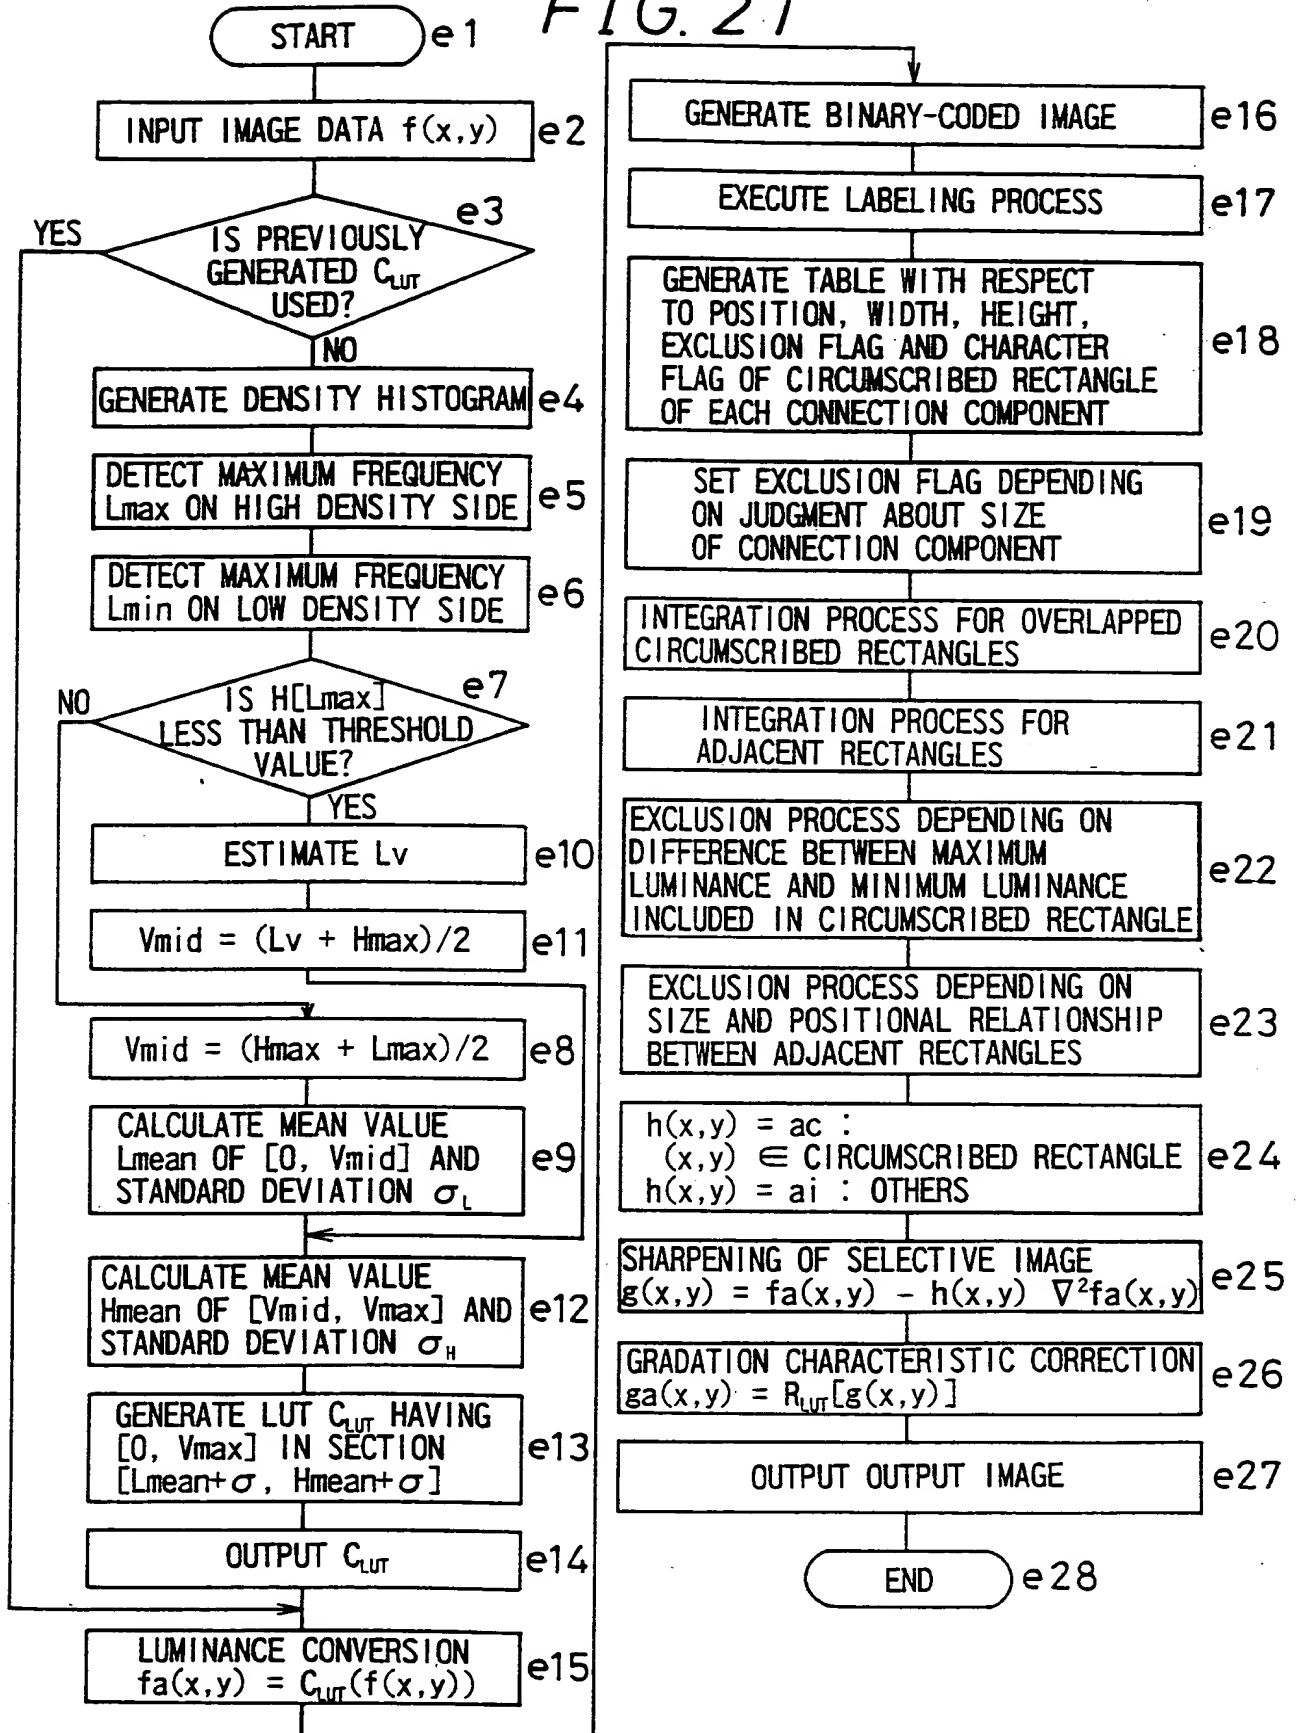 FIG. 21
START e1
INPUT IMAGE DATA f(x,y) e2
e3
YES
IS PREVIOUSLY
GENERATED CLUT
USED?
NO
GENERATE DENSITY HISTOGRAM e4
DETECT MAXIMUM FREQUENCY
Lmax ON HIGH DENSITY SIDE
e5
DETECT MAXIMUM FREQUENCY
Lmin ON LOW DENSITY SIDE
e6
e7
NO
IS H[Lmax]
LESS THAN THRESHOLD
VALUE?
YES
ESTIMATE Lv e10
Vmid = (Lv + Hmax)/2 e11
Vmid = (Hmax + Lmax)/2 e8
CALCULATE MEAN VALUE
Lmean OF [0, Vmid] AND
STANDARD DEVIATION σL
e9
CALCULATE MEAN VALUE
Hmean OF [Vmid, Vmax] AND
STANDARD DEVIATION σH
e12
GENERATE LUT CLUT HAVING
[0, Vmax] IN SECTION
[Lmean+σ, Hmean+σ]
e13
OUTPUT CLUT e14
LUMINANCE CONVERSION
fa(x,y) = CLUT(f(x,y))
e15
GENERATE BINARY-CODED IMAGE e16
EXECUTE LABELING PROCESS e17
GENERATE TABLE WITH RESPECT
TO POSITION, WIDTH, HEIGHT,
EXCLUSION FLAG AND CHARACTER
FLAG OF CIRCUMSCRIBED RECTANGLE
OF EACH CONNECTION COMPONENT
e18
SET EXCLUSION FLAG DEPENDING
ON JUDGMENT ABOUT SIZE
OF CONNECTION COMPONENT
e19
INTEGRATION PROCESS FOR OVERLAPPED
CIRCUMSCRIBED RECTANGLES
e20
INTEGRATION PROCESS FOR
ADJACENT RECTANGLES
e21
EXCLUSION PROCESS DEPENDING ON
DIFFERENCE BETWEEN MAXIMUM
LUMINANCE AND MINIMUM LUMINANCE
INCLUDED IN CIRCUMSCRIBED RECTANGLE
e22
EXCLUSION PROCESS DEPENDING ON
SIZE AND POSITIONAL RELATIONSHIP
BETWEEN ADJACENT RECTANGLES
e23
h(x,y) = ac :
(x,y) ∈ CIRCUMSCRIBED RECTANGLE
h(x,y) = ai : OTHERS
e24
SHARPENING OF SELECTIVE IMAGE
g(x,y) = fa(x,y) - h(x,y) ∇²fa(x,y)
e25
GRADATION CHARACTERISTIC CORRECTION
ga(x,y) = RLUT[g(x,y)]
e26
OUTPUT OUTPUT IMAGE e27
END e28